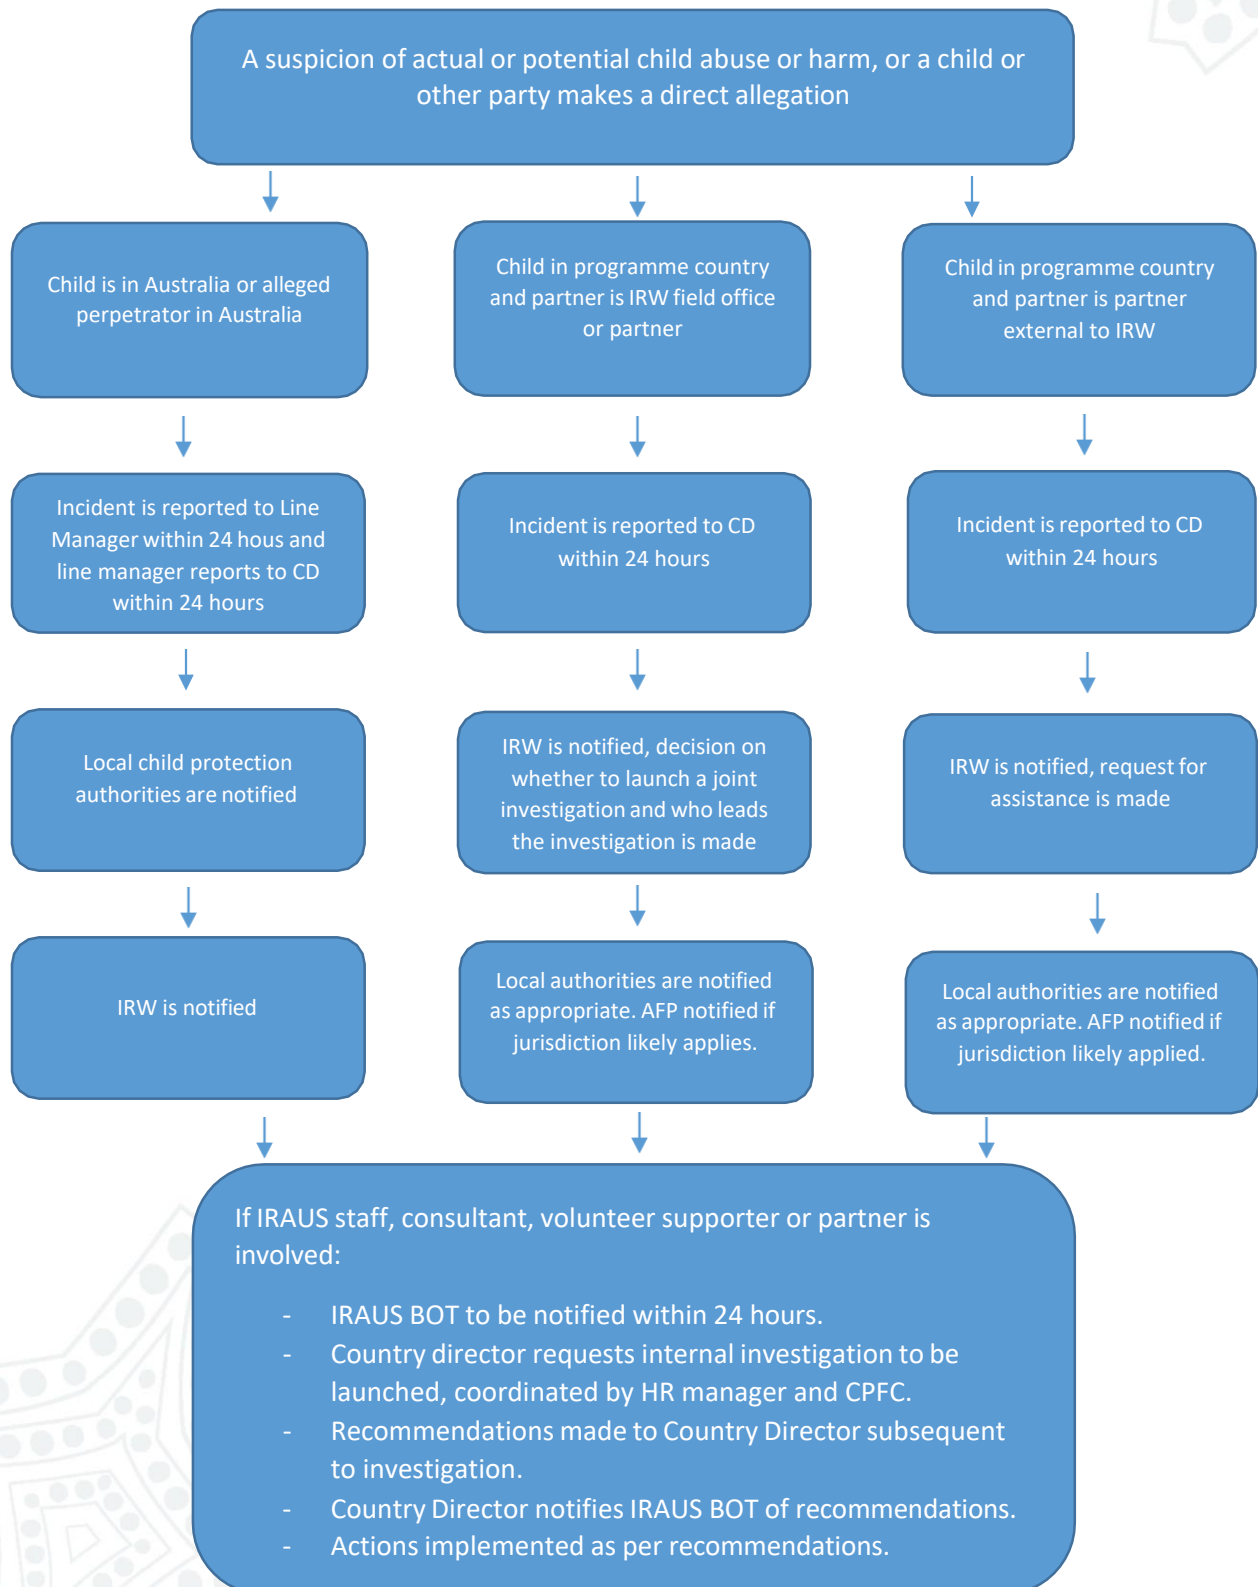 A suspicion of actual or potential child abuse or harm, or a child or
other party makes a direct allegation
Child is in Australia or alleged
perpetrator in Australia
Child in programme country
and partner is IRW field office
or partner
Child in programme country
and partner is partner
external to IRW
Incident is reported to Line
Manager within 24 hous and
line manager reports to CD
within 24 hours
Incident is reported to CD
within 24 hours
Incident is reported to CD
within 24 hours
Local child protection
authorities are notified
IRW is notified, decision on
whether to launch a joint
investigation and who leads
the investigation is made
IRW is notified, request for
assistance is made
IRW is notified
Local authorities are notified
as appropriate. AFP notified if
jurisdiction likely applies.
Local authorities are notified
as appropriate. AFP notified if
jurisdiction likely applied.
If IRAUS staff, consultant, volunteer supporter or partner is
involved:
- IRAUS BOT to be notified within 24 hours.
- Country director requests internal investigation to be
launched, coordinated by HR manager and CPFC.
- Recommendations made to Country Director subsequent
to investigation.
- Country Director notifies IRAUS BOT of recommendations.
- Actions implemented as per recommendations.